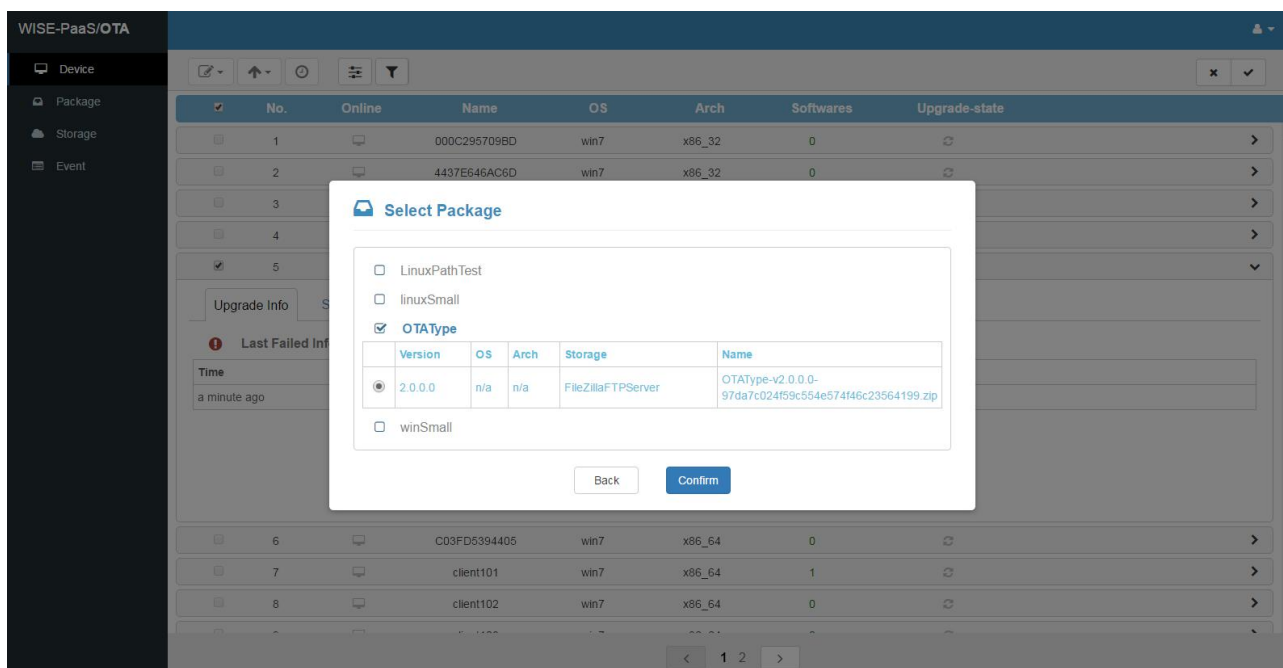 WISE-PaaS/OTA
Device
Package
Storage
Event
No. Online Name OS Arch Softwares Upgrade-state
1 000C295709BD win7 x86_32 0
2 4437E646AC6D win7 x86_32 0
3
4
5
Upgrade Info S
Last Failed Inf
Time
a minute ago
Select Package
LinuxPathTest
linuxSmall
OTAType
Version OS Arch Storage Name
2.0.0.0 n/a n/a FileZillaFTPServer OTAType-v2.0.0.0-
97da7c024f59c554e574f46c23564199.zip
winSmall
Back Confirm
6 C03FD5394405 win7 x86_64 0
7 client101 win7 x86_64 1
8 client102 win7 x86_64 0
< 1 2 >